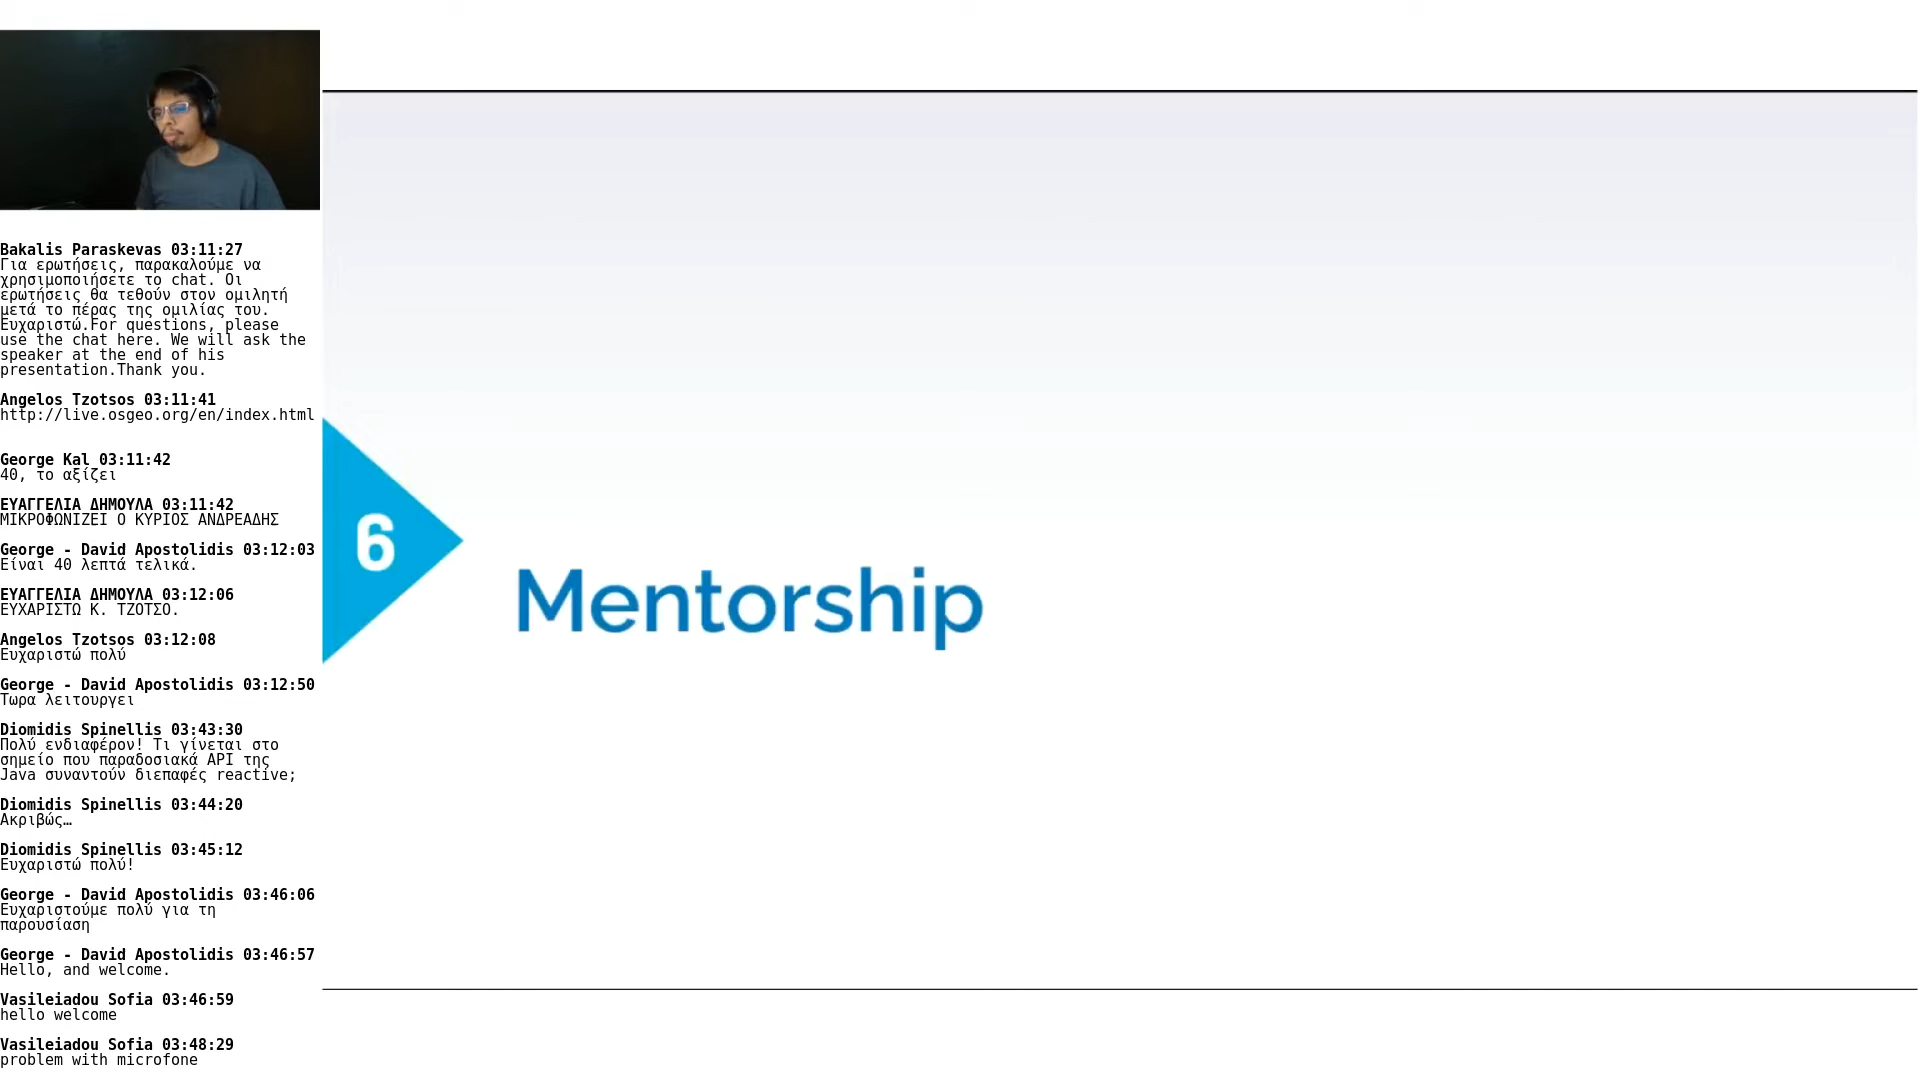 Bakalis Paraskevas 03:11:27
Για ερωτήσεις, παρακαλούμε να
χρησιμοποιήσετε το chat. Οι
ερωτήσεις θα τεθούν στον ομιλητή
μετά το πέρας της ομιλίας του.
Ευχαριστώ.For questions, please
use the chat here. We will ask the
speaker at the end of his
presentation.Thank you.
Angelos Tzotsos 03:11:41
http://live.osgeo.org/en/index.html
George Kal 03:11:42
40, το αξίζει
ΕΥΑΓΓΕΛΙΑ ΔΗΜΟΥΛΑ 03:11:42
ΜΙΚΡΟΦΩΝΙΖΕΙ Ο ΚΥΡΙΟΣ ΑΝΔΡΕΑΔΗΣ
George - David Apostolidis 03:12:03
Είναι 40 λεπτά τελικά.
ΕΥΑΓΓΕΛΙΑ ΔΗΜΟΥΛΑ 03:12:06
ΕΥΧΑΡΙΣΤΩ Κ. ΤΖΟΤΣΟ.
Angelos Tzotsos 03:12:08
Ευχαριστώ πολύ
George - David Apostolidis 03:12:50
Τωρα λειτουργει
Diomidis Spinellis 03:43:30
Πολύ ενδιαφέρον! Τι γίνεται στο
σημείο που παραδοσιακά API της
Java συναντούν διεπαφές reactive;
Diomidis Spinellis 03:44:20
Ακριβώς…
Diomidis Spinellis 03:45:12
Ευχαριστώ πολύ!
George - David Apostolidis 03:46:06
Ευχαριστούμε πολύ για τη
παρουσίαση
George - David Apostolidis 03:46:57
Hello, and welcome.
Vasileiadou Sofia 03:46:59
hello welcome
Vasileiadou Sofia 03:48:29
problem with microfone
6
Mentorship